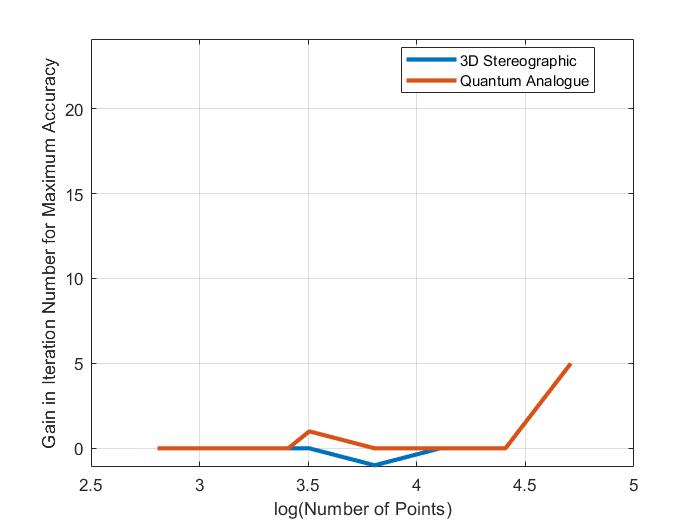 3D Stereographic
Quantum Analogue
Gain in Iteration Number for Maximum Accuracy
20
15
10
5
0
2.5 3 3.5 4 4.5 5
log(Number of Points)